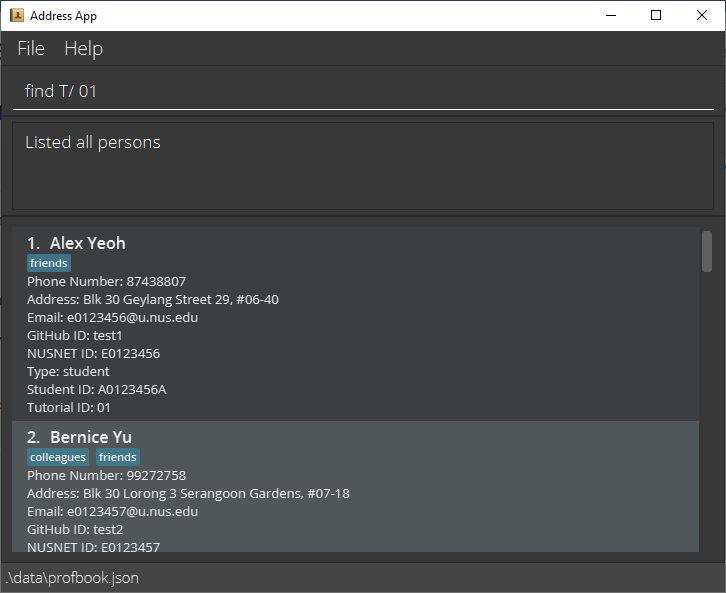 Address App
File Help
find T/ 01
Listed all persons
1. Alex Yeoh
friends
Phone Number: 87438807
Address: Blk 30 Geylang Street 29, #06-40
Email: e0123456@u.nus.edu
GitHub ID: test1
NUSNET ID: E0123456
Type: student
Student ID: A0123456A
Tutorial ID: 01
2. Bernice Yu
colleagues friends
Phone Number: 99272758
Address: Blk 30 Lorong 3 Serangoon Gardens, #07-18
Email: e0123457@u.nus.edu
GitHub ID: test2
NUSNET ID: E0123457
.\data\profbook.json